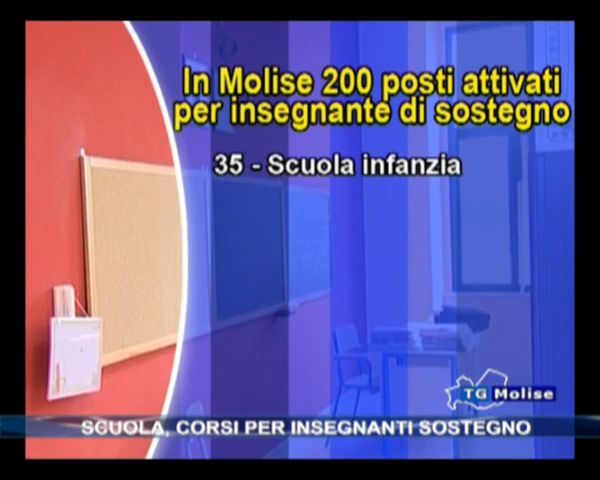 In Molise 200 posti attivati
per insegnante di sostegno
35 - Scuola infanzia
TG Molise
SCUOLA, CORSI PER INSEGNANTI SOSTEGNO